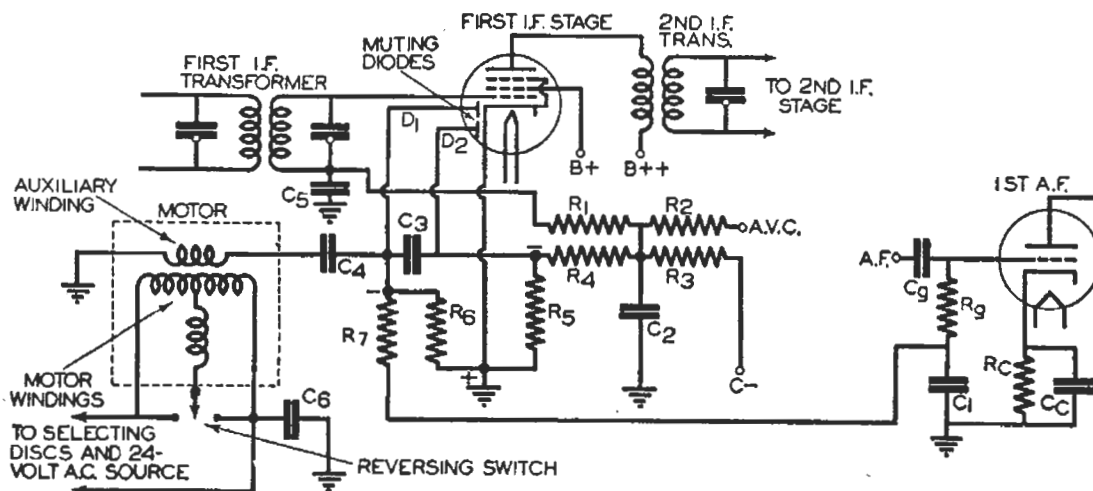 FIRST I.F. STAGE
MUTING
DIODES
2ND I.F.
TRANS.
FIRST I.F.
TRANSFORMER
TO 2ND I.F.
STAGE
D1
D2
B+
B++
C5
AUXILIARY
WINDING
MOTOR
1ST A.F.
R1
R2
A.V.C.
C3
C4
R4
R3
A.F.
Cg
Rg
R7
R6
R5
C2
C-
MOTOR
WINDINGS
C6
C1
RC
CC
TO SELECTING
DISCS AND 24-
VOLT A.C. SOURCE
REVERSING SWITCH